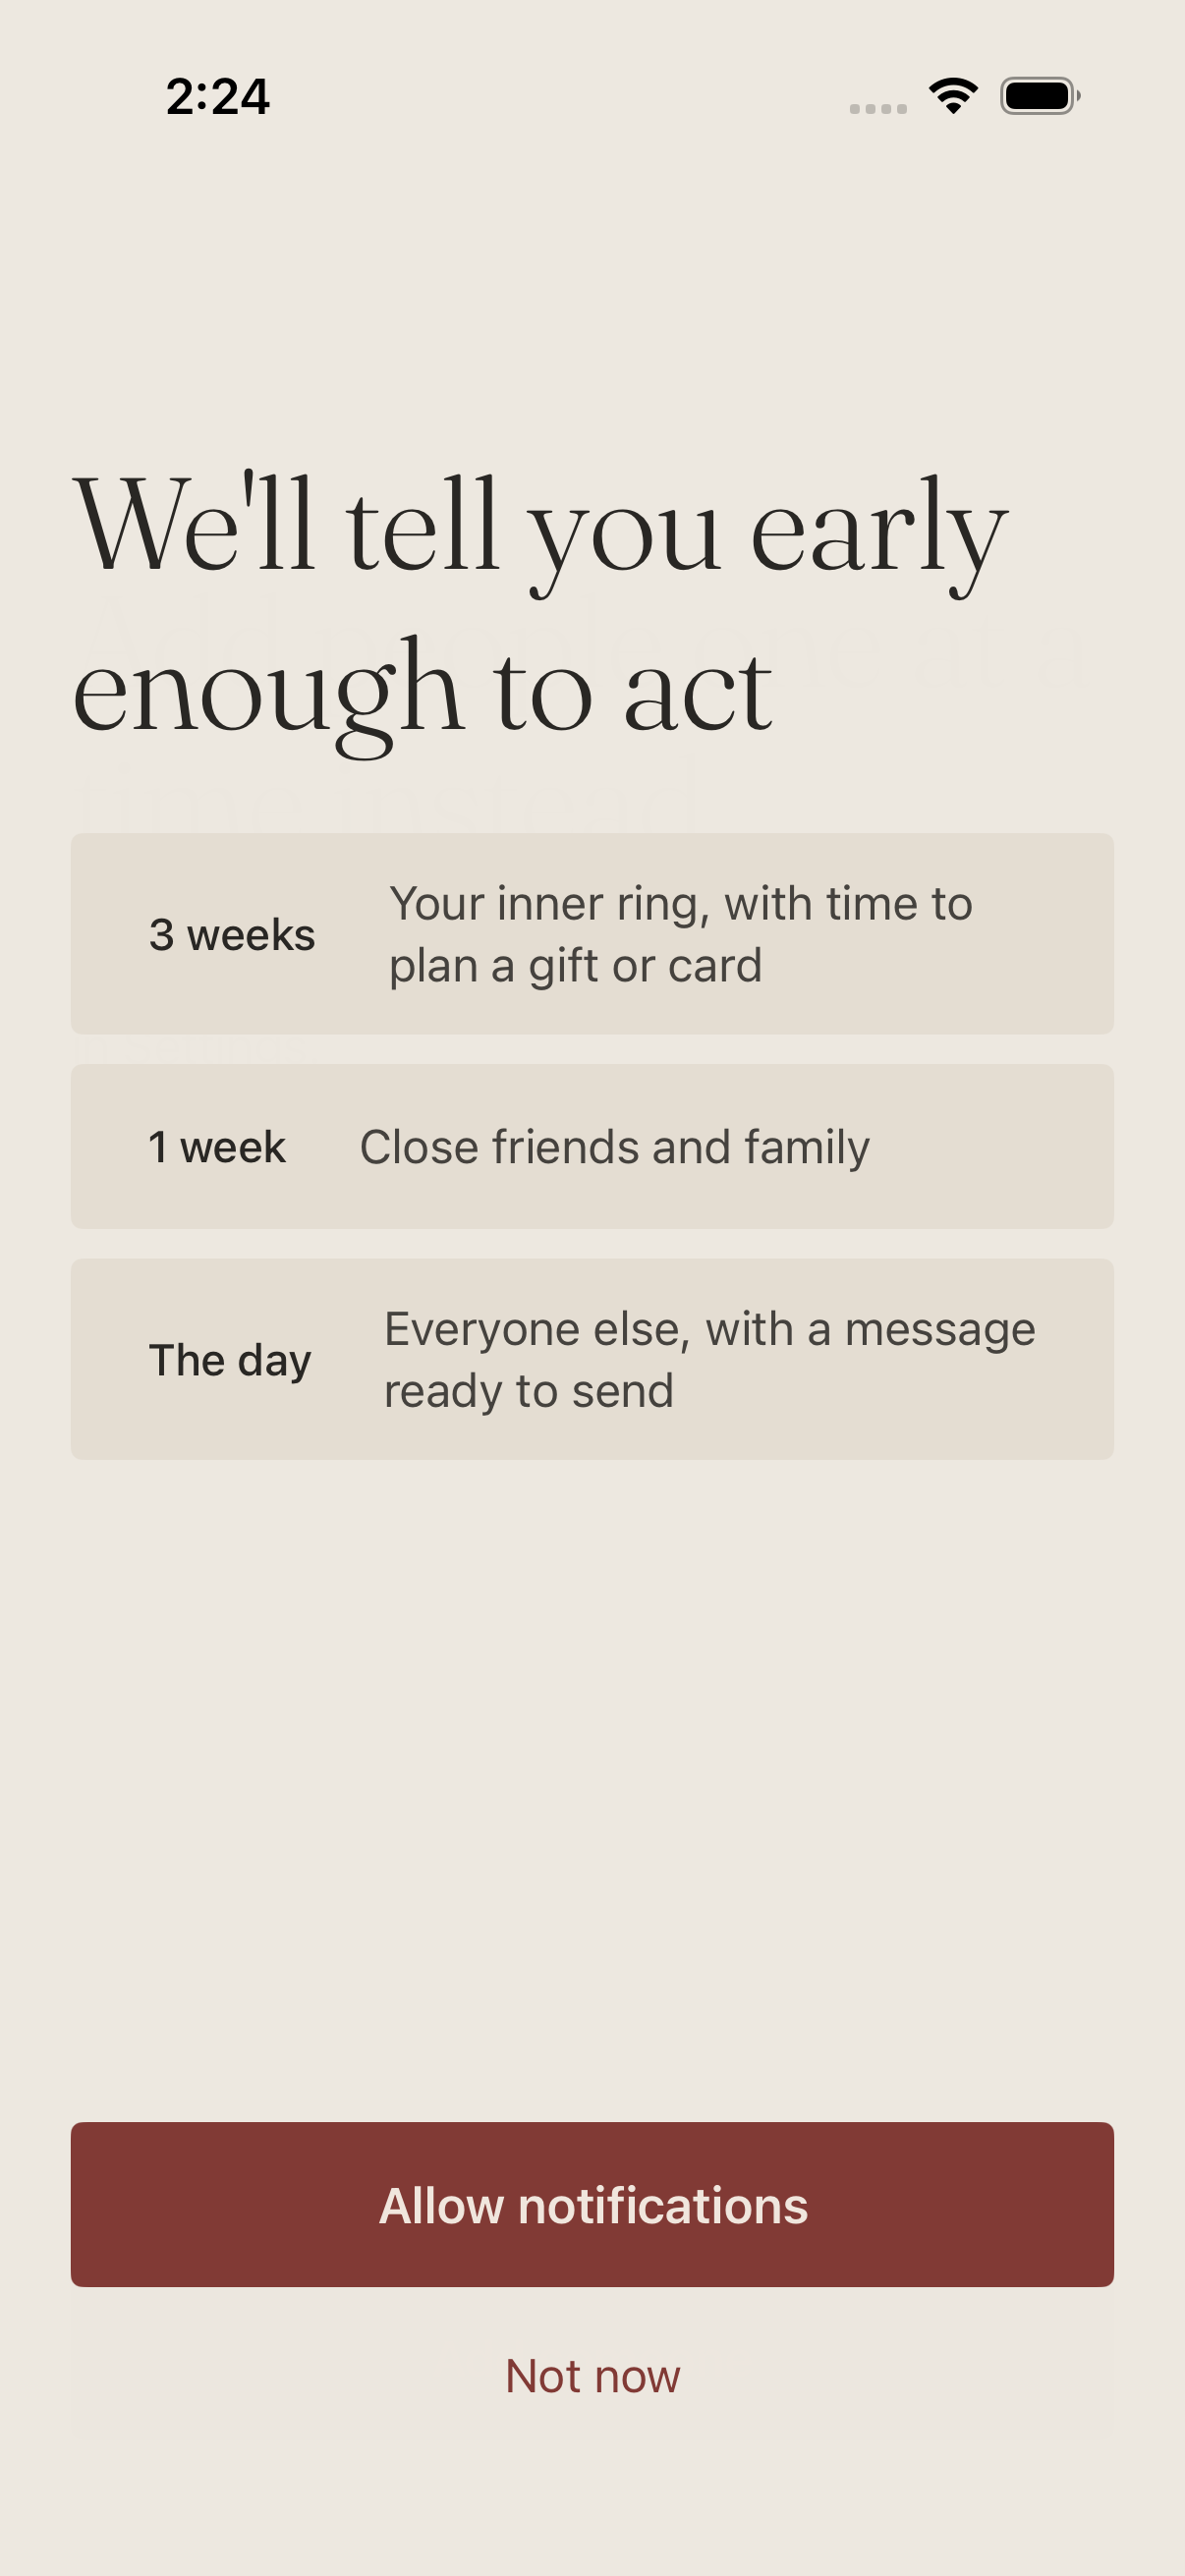 2:24
We'll tell you early
enough to act
3 weeks
Your inner ring, with time to
plan a gift or card
1 week
Close friends and family
The day
Everyone else, with a message
ready to send
Allow notifications
Not now